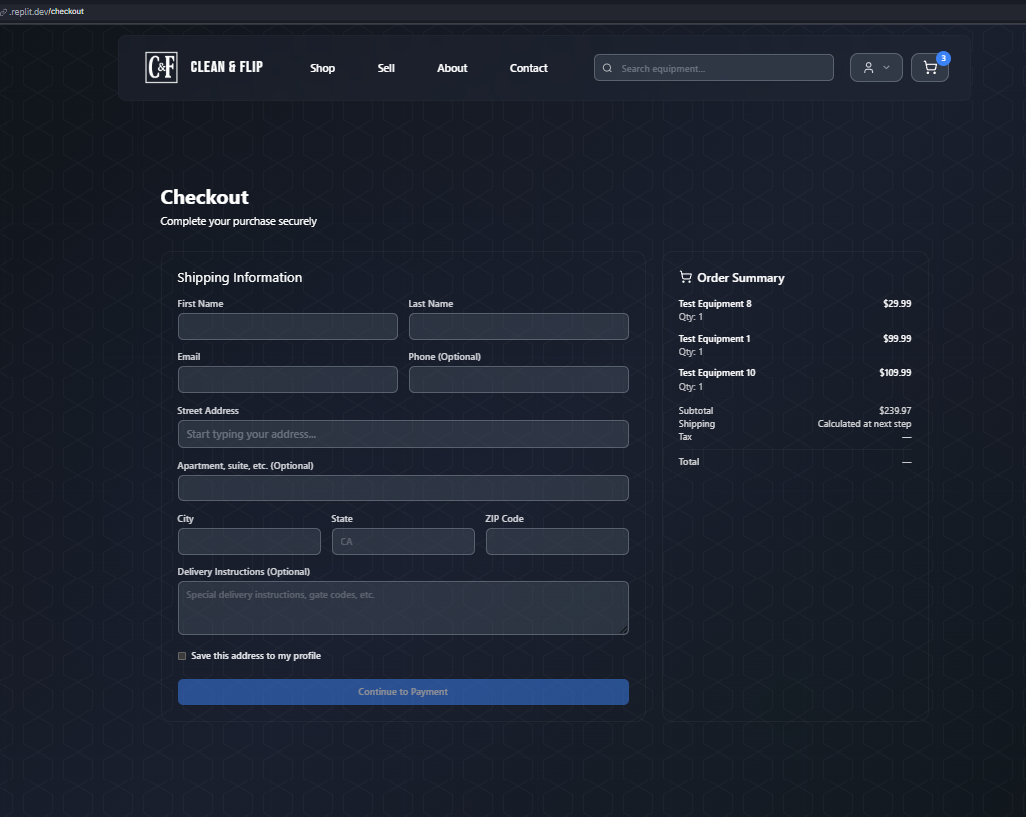 .replit.dev/checkout
C&F CLEAN & FLIP Shop Sell About Contact Search equipment... 3
Checkout
Complete your purchase securely
Shipping Information
First Name Last Name
Email Phone (Optional)
Street Address
Start typing your address...
Apartment, suite, etc. (Optional)
City State ZIP Code
CA
Delivery Instructions (Optional)
Special delivery instructions, gate codes, etc.
Save this address to my profile
Continue to Payment
Order Summary
Test Equipment 8 $29.99
Qty: 1
Test Equipment 1 $99.99
Qty: 1
Test Equipment 10 $109.99
Qty: 1
Subtotal $239.97
Shipping Calculated at next step
Tax —
Total —